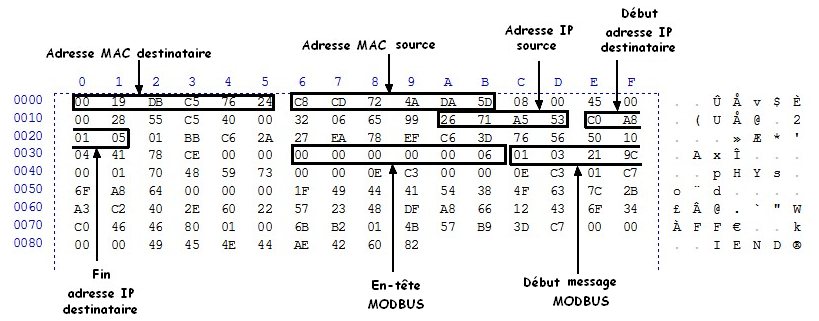 Début
adresse IP
destinataire
Adresse IP
source
Adresse MAC destinataire
Adresse MAC source
0 1 2 3 4 5 6 7 8 9 A B C D E F
0000 00 19 DB C5 76 24 C8 CD 72 4A DA 5D 08 00 45 00 . . Û Å v $ È
0010 00 28 55 C5 40 00 32 06 65 99 26 71 A5 53 C0 A8 . ( U Å @ . 2
0020 01 05 01 BB C6 2A 27 EA 78 EF C6 3D 76 56 50 10 . . . » Æ * '
0030 04 41 78 CE 00 00 00 00 00 00 00 06 01 03 21 9C . A x Î . . .
0040 00 01 70 48 59 73 00 00 0E C3 00 00 0E C3 01 C7 . . p H Y s .
0050 6F A8 64 00 00 00 1F 49 44 41 54 38 4F 63 7C 2B o ¨ d . . . .
0060 A3 C2 40 2E 60 22 57 23 48 DF A8 66 12 43 6F 34 £ Â @ . ` " W
0070 C0 46 46 80 01 00 6B B2 01 4B 57 B9 3D C7 00 00 À F F € . . k
0080 00 00 49 45 4E 44 AE 42 60 82 . . I E N D ®
Fin
adresse IP
destinataire
En-tête
MODBUS
Début message
MODBUS